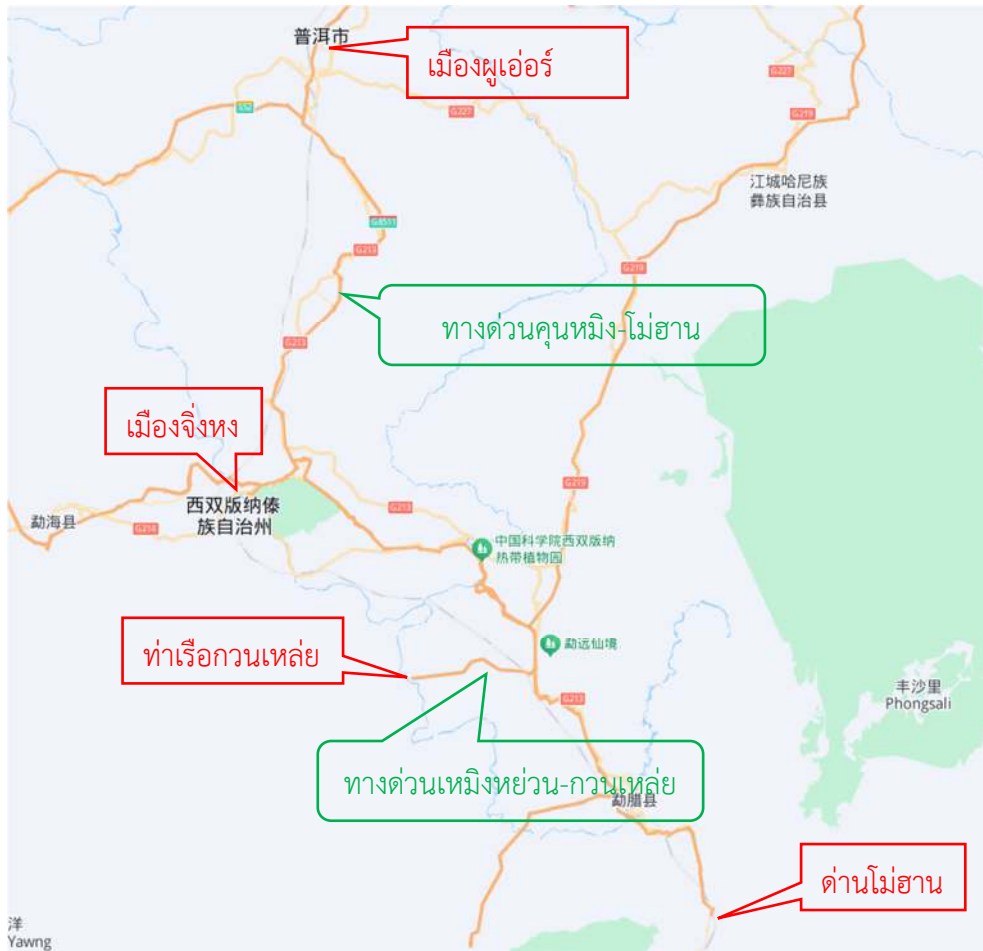 普洱市
เมืองผูเอ่อร์
G227
S52
G227
G219
江城哈尼族
彝族自治县
G8511
G213
G219
ทางด่วนคุนหมิง-โม่ฮาน
G213
เมืองจิ่งหง
G219
西双版纳傣
族自治州
G213
勐海县
G218
中国科学院西双版纳
热带植物园
ท่าเรือกวนเหล่ย
勐远仙境
丰沙里
Phongsali
G213
ทางด่วนเหมิงหย่วน-กวนเหล่ย
勐腊县
ด่านโม่ฮาน
洋
Yawng